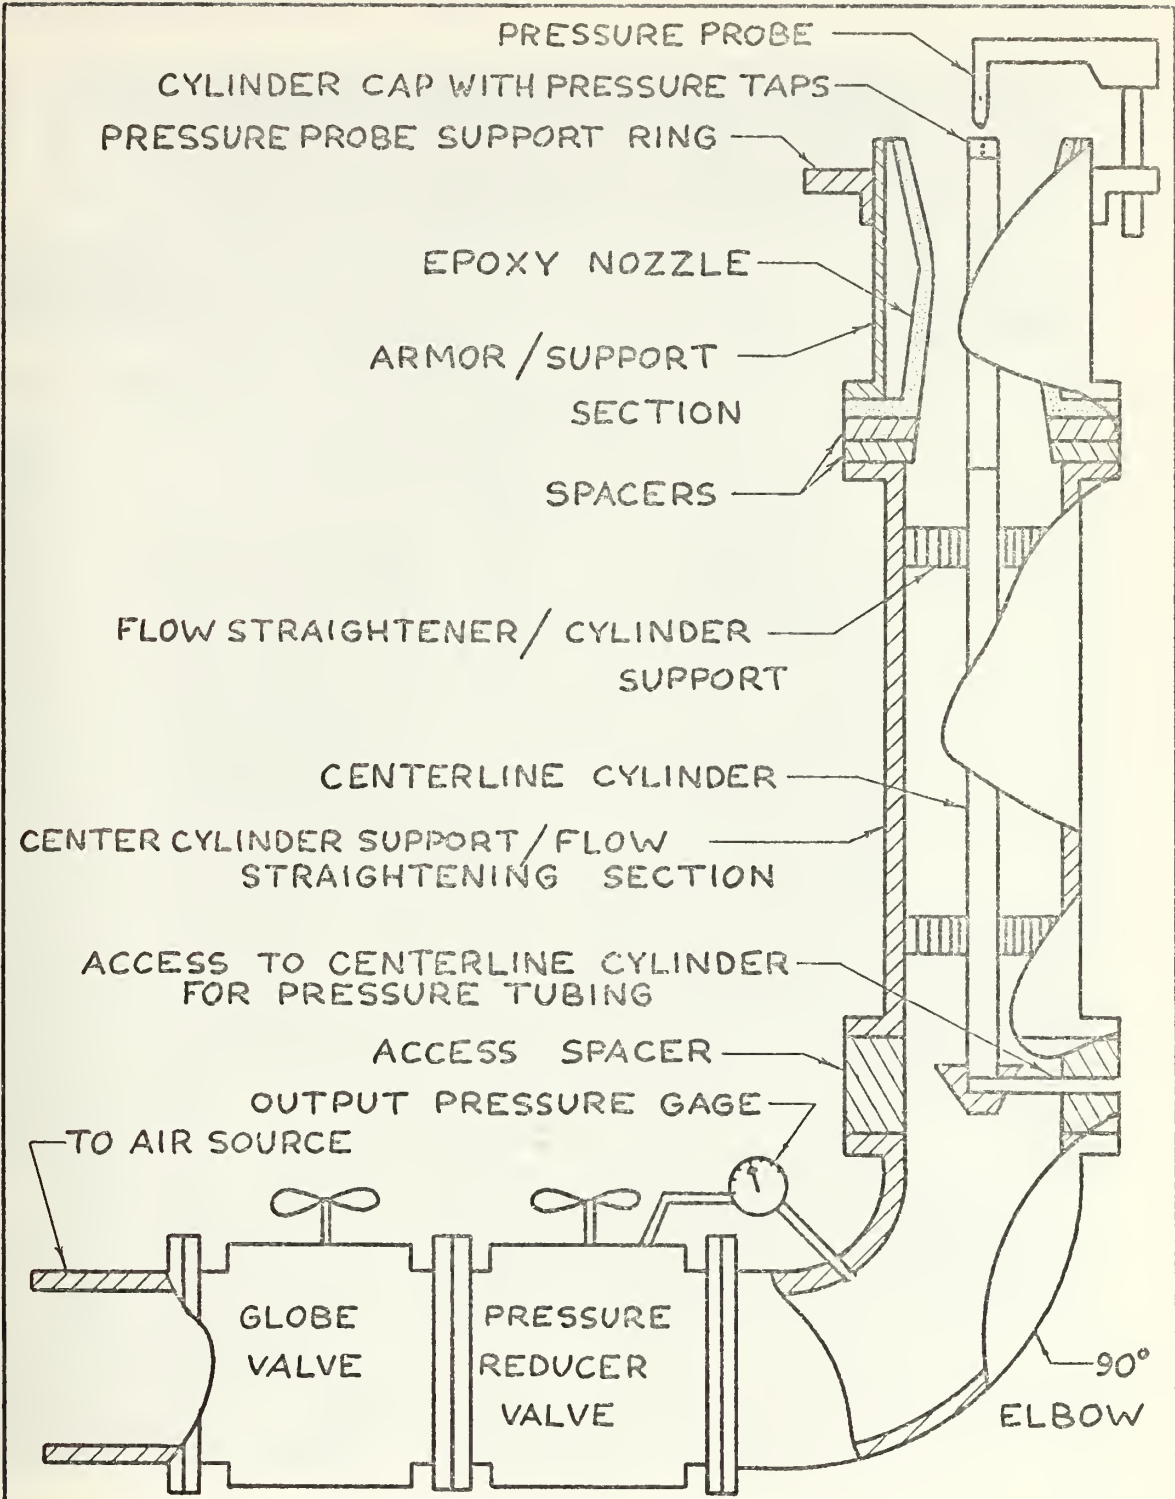 PRESSURE PROBE
CYLINDER CAP WITH PRESSURE TAPS
PRESSURE PROBE SUPPORT RING
EPOXY NOZZLE
ARMOR/SUPPORT
SECTION
SPACERS
FLOW STRAIGHTENER/CYLINDER
SUPPORT
CENTERLINE CYLINDER
CENTER CYLINDER SUPPORT/FLOW
STRAIGHTENING SECTION
ACCESS TO CENTERLINE CYLINDER
FOR PRESSURE TUBING
ACCESS SPACER
OUTPUT PRESSURE GAGE
TO AIR SOURCE
GLOBE
VALVE
PRESSURE
REDUCER
VALVE
90°
ELBOW